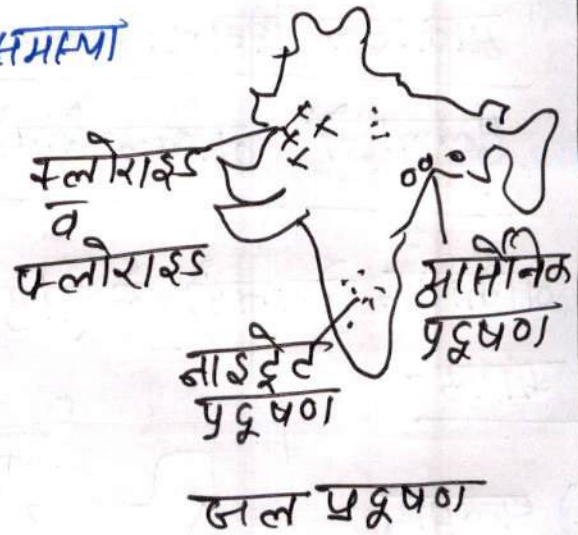 समस्या
क्लोराइड
व
फ्लोराइड
आर्सेनिक
प्रदूषण
नाइट्रेट
प्रदूषण
जल प्रदूषण